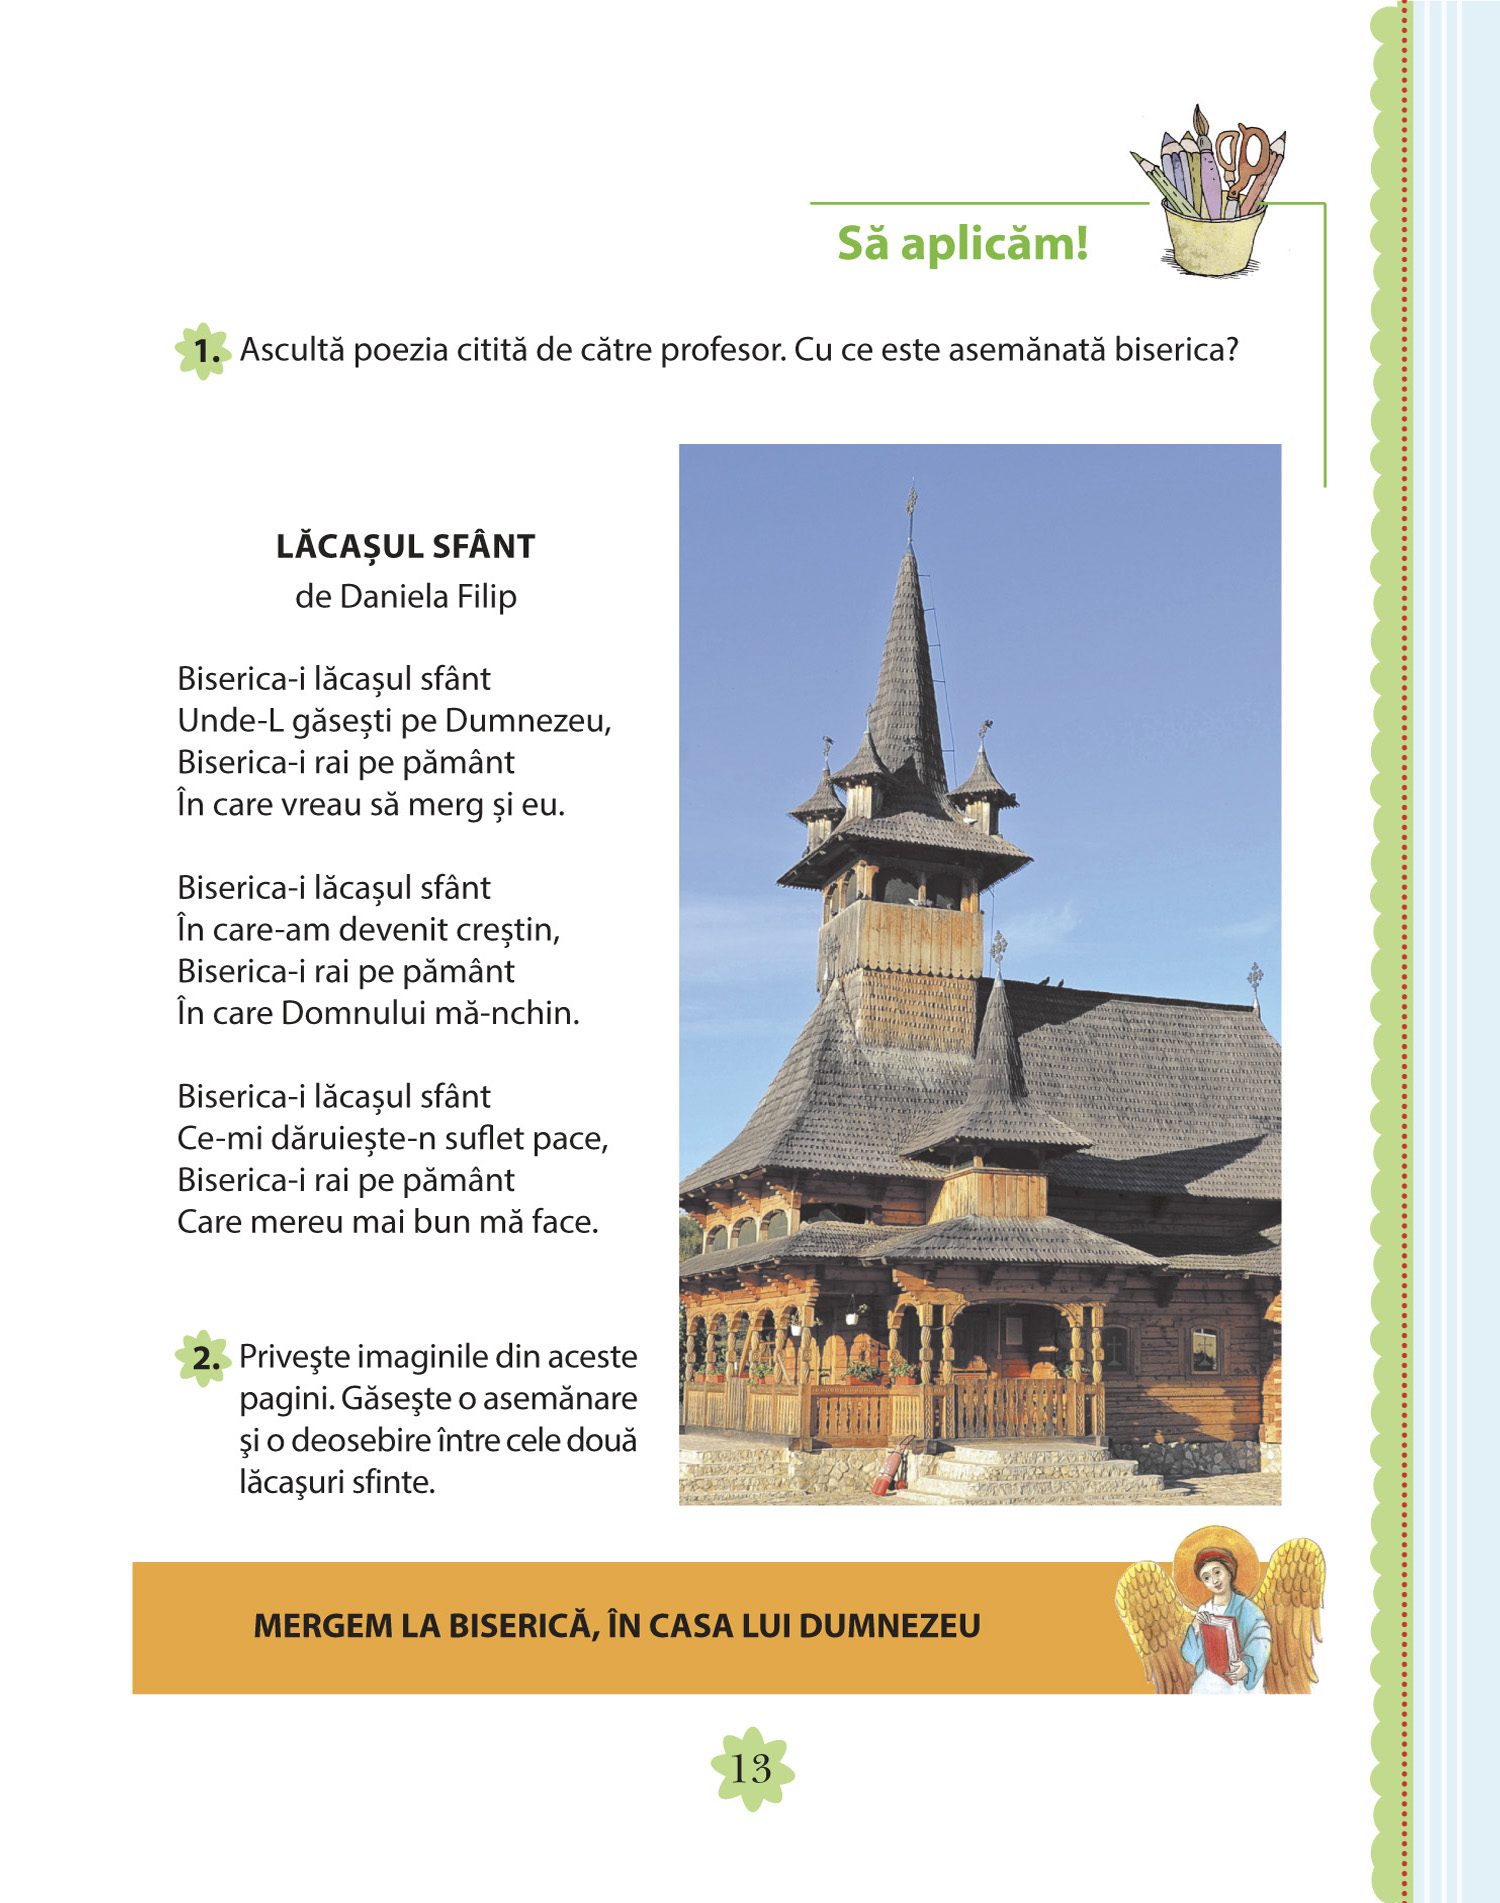 Să aplicăm!
1. Ascultă poezia citită de către profesor. Cu ce este asemănată biserica?
LĂCAȘUL SFÂNT
de Daniela Filip
Biserica-i lăcașul sfânt
Unde-L găsești pe Dumnezeu,
Biserica-i rai pe pământ
În care vreau să merg și eu.
Biserica-i lăcașul sfânt
În care-am devenit creștin,
Biserica-i rai pe pământ
În care Domnului mă-nchin.
Biserica-i lăcașul sfânt
Ce-mi dăruiește-n suflet pace,
Biserica-i rai pe pământ
Care mereu mai bun mă face.
2. Priveşte imaginile din aceste
pagini. Găseşte o asemănare
şi o deosebire între cele două
lăcaşuri sfinte.
MERGEM LA BISERICĂ, ÎN CASA LUI DUMNEZEU
13